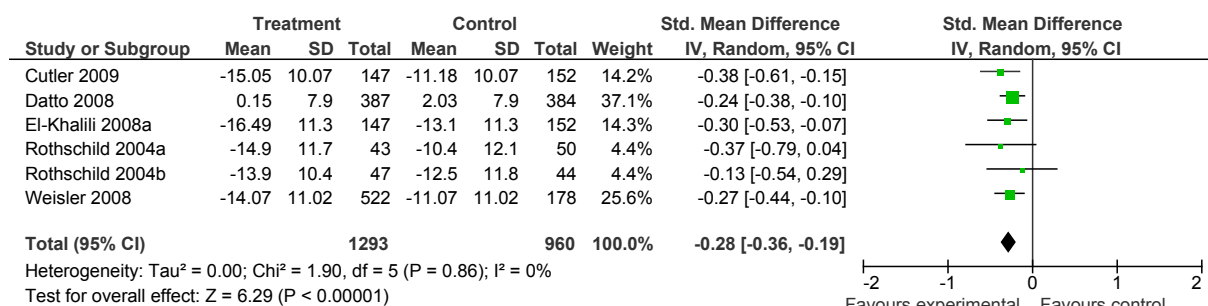 Treatment Control Std. Mean Difference Std. Mean Difference
Study or Subgroup Mean SD Total Mean SD Total Weight IV, Random, 95% CI IV, Random, 95% CI
Cutler 2009 -15.05 10.07 147 -11.18 10.07 152 14.2% -0.38 [-0.61, -0.15]
Datto 2008 0.15 7.9 387 2.03 7.9 384 37.1% -0.24 [-0.38, -0.10]
El-Khalili 2008a -16.49 11.3 147 -13.1 11.3 152 14.3% -0.30 [-0.53, -0.07]
Rothschild 2004a -14.9 11.7 43 -10.4 12.1 50 4.4% -0.37 [-0.79, 0.04]
Rothschild 2004b -13.9 10.4 47 -12.5 11.8 44 4.4% -0.13 [-0.54, 0.29]
Weisler 2008 -14.07 11.02 522 -11.07 11.02 178 25.6% -0.27 [-0.44, -0.10]
Total (95% CI) 1293 960 100.0% -0.28 [-0.36, -0.19]
Heterogeneity: Tau² = 0.00; Chi² = 1.90, df = 5 (P = 0.86); I² = 0%
Test for overall effect: Z = 6.29 (P < 0.00001)
-2 -1 0 1 2
Favours experimental Favours control